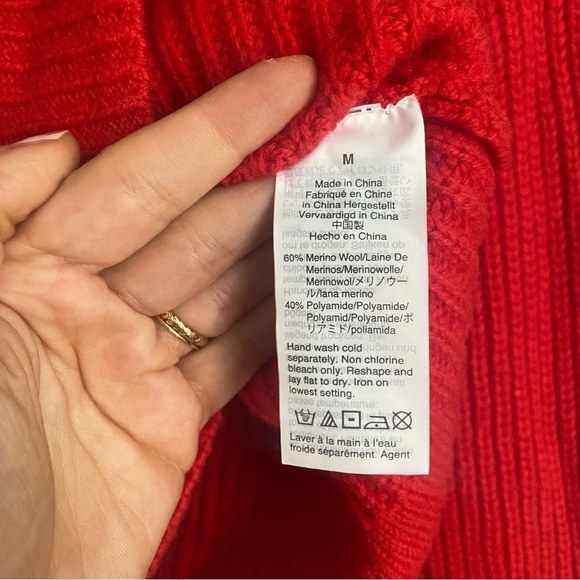 M
Made in China
Fabriqué en Chine
in China Hergestellt
Vervaardigd in China
中国製
Hecho en China
60% Merino Wool/Laine De
Merinos/Merinowolle/
Merinowol/メリノウー
ル/lana merino
40% Polyamide/Polyamide/
Polyamid/Polyamide/ポ
リアミド/poliamida
Hand wash cold
separately. Non chlorine
bleach only. Reshape and
lay flat to dry. Iron on
lowest setting.
Laver à la main à l'eau
froide séparément. Agent